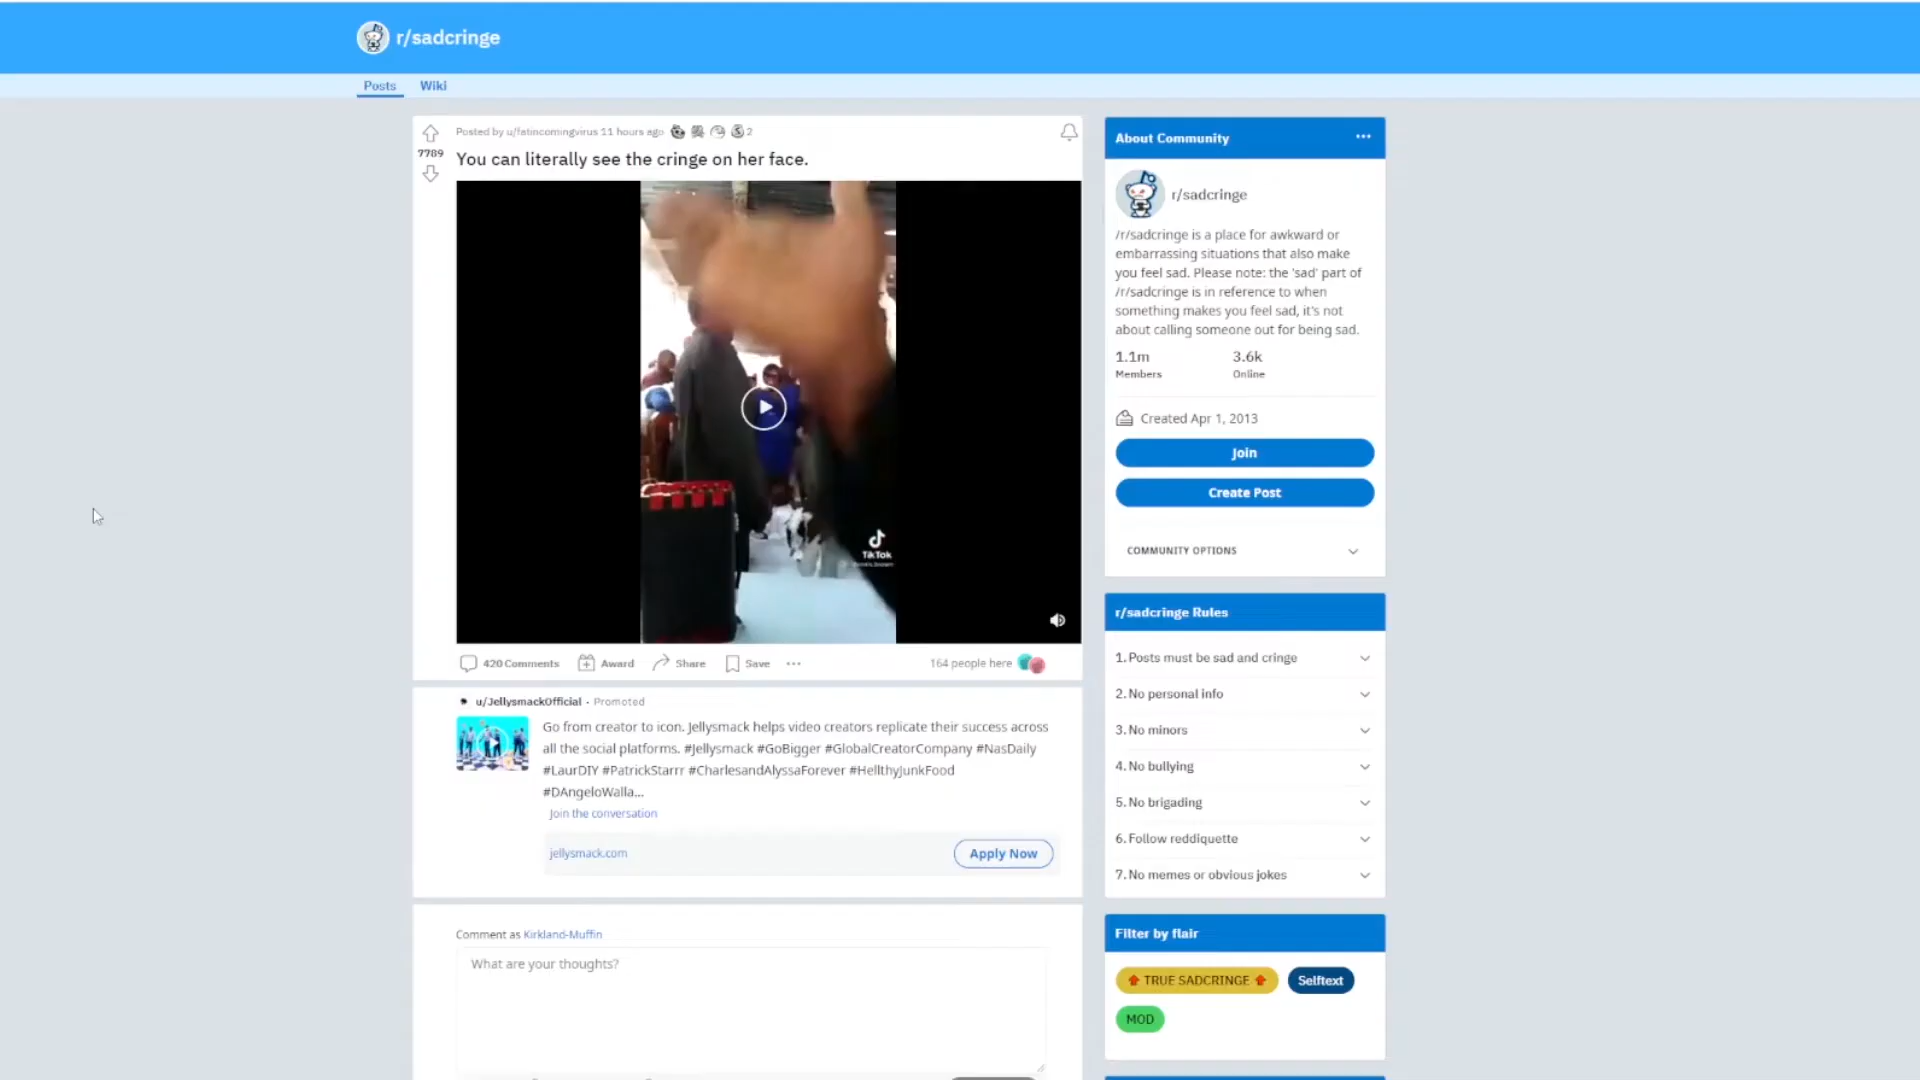 r/sadcringe
Posts
Wiki
Posted by u/fatincomingvirus 11 hours ago
2
7789
You can literally see the cringe on her face.
TikTok
420 Comments
Award
Share
Save
164 people here
u/JellysmackOfficial · Promoted
Go from creator to icon. Jellysmack helps video creators replicate their success across
all the social platforms. #Jellysmack #GoBigger #GlobalCreatorCompany #NasDaily
#LaurDIY #PatrickStarrr #CharlesandAlyssaForever #HellthyJunkFood
#DAngeloWalla...
Join the conversation
jellysmack.com
Apply Now
Comment as Kirkland-Muffin
What are your thoughts?
About Community
r/sadcringe
/r/sadcringe is a place for awkward or
embarrassing situations that also make
you feel sad. Please note: the 'sad' part of
/r/sadcringe is in reference to when
something makes you feel sad, it's not
about calling someone out for being sad.
1.1m
3.6k
Members
Online
Created Apr 1, 2013
Join
Create Post
COMMUNITY OPTIONS
r/sadcringe Rules
1. Posts must be sad and cringe
2. No personal info
3. No minors
4. No bullying
5. No brigading
6. Follow reddiquette
7. No memes or obvious jokes
Filter by flair
TRUE SADCRINGE
Selftext
MOD